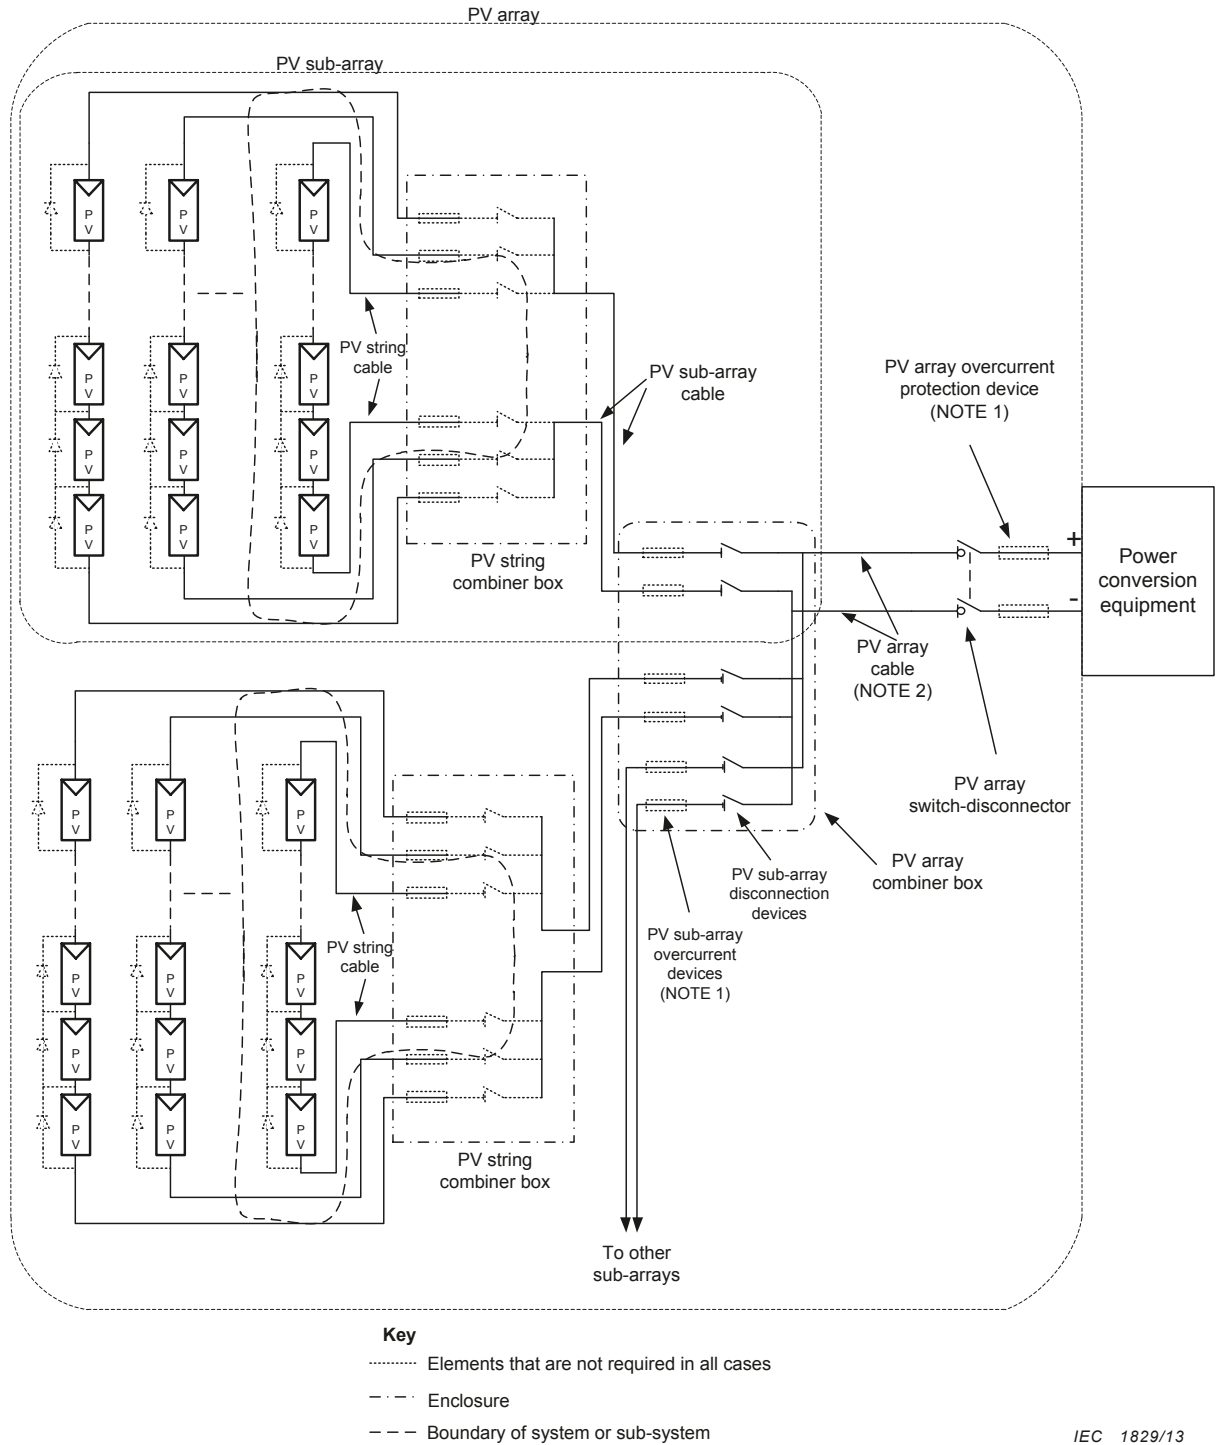 PV array
PV sub-array
P
V
P
V
P
V
P
V
P
V
P
V
P
V
P
V
P
V
P
V
P
V
P
V
PV string
cable
PV sub-array
cable
PV array overcurrent
protection device
(NOTE 1)
PV string
combiner box
+
-
Power
conversion
equipment
PV array
cable
(NOTE 2)
PV array
switch-disconnector
PV array
combiner box
PV sub-array
disconnection
devices
PV sub-array
overcurrent
devices
(NOTE 1)
P
V
P
V
P
V
P
V
P
V
P
V
P
V
P
V
P
V
P
V
P
V
P
V
PV string
cable
PV string
combiner box
To other
sub-arrays
Key
Elements that are not required in all cases
Enclosure
Boundary of system or sub-system
IEC 1829/13